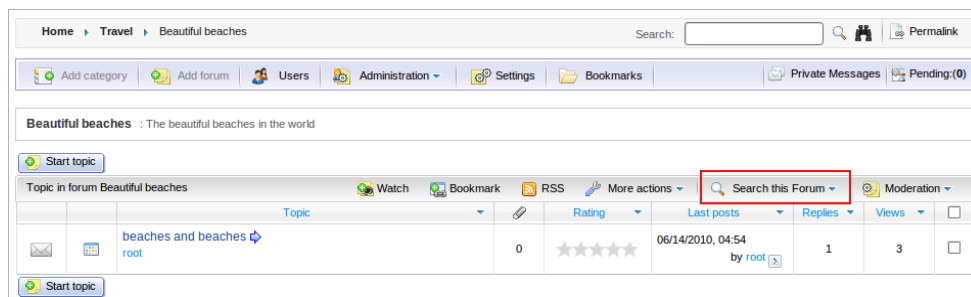 Home Travel Beautiful beaches Search: Permalink
Add category Add forum Users Administration Settings Bookmarks Private Messages Pending:(0)
Beautiful beaches : The beautiful beaches in the world
Start topic
Topic in forum Beautiful beaches Watch Bookmark RSS More actions Search this Forum Moderation
Topic Rating Last posts Replies Views
beaches and beaches 0 06/14/2010, 04:54 1 3
root by root
Start topic